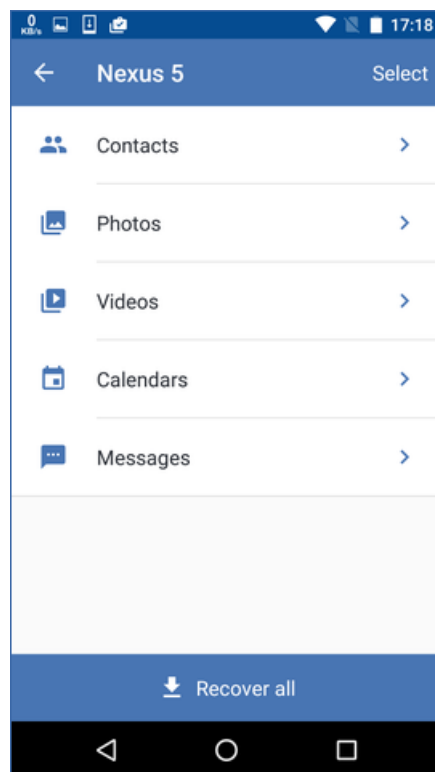 0
KB/s
17:18
Nexus 5
Select
Contacts
Photos
Videos
Calendars
Messages
Recover all